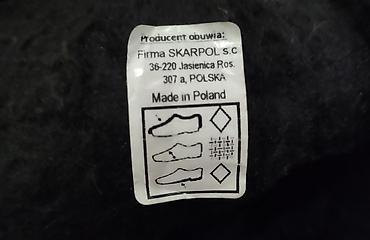 Producent obuwia:
Firma SKARPOL s.c
36-220 Jasienica Ros.
307 a, POLSKA
Made in Poland